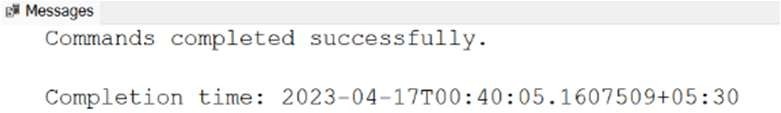 Messages
Commands completed successfully.
Completion time: 2023-04-17T00:40:05.1607509+05:30